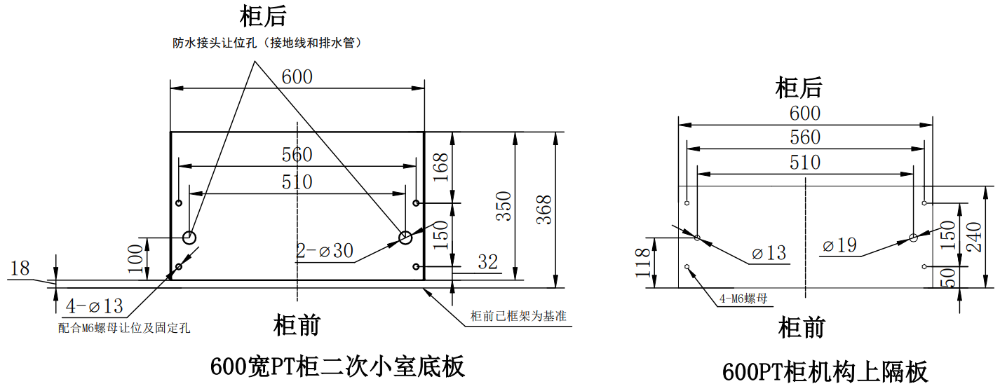 柜后
防水接头让位孔（接地线和排水管）
600
560
510
168
150
32
350
368
100
18
2-⌀30
4-⌀13
配合M6螺母让位及固定孔
柜前已框架为基准
柜前
600宽PT柜二次小室底板
柜后
600
560
510
118
⌀13
⌀19
150
50
240
4-M6螺母
柜前
600PT柜机构上隔板